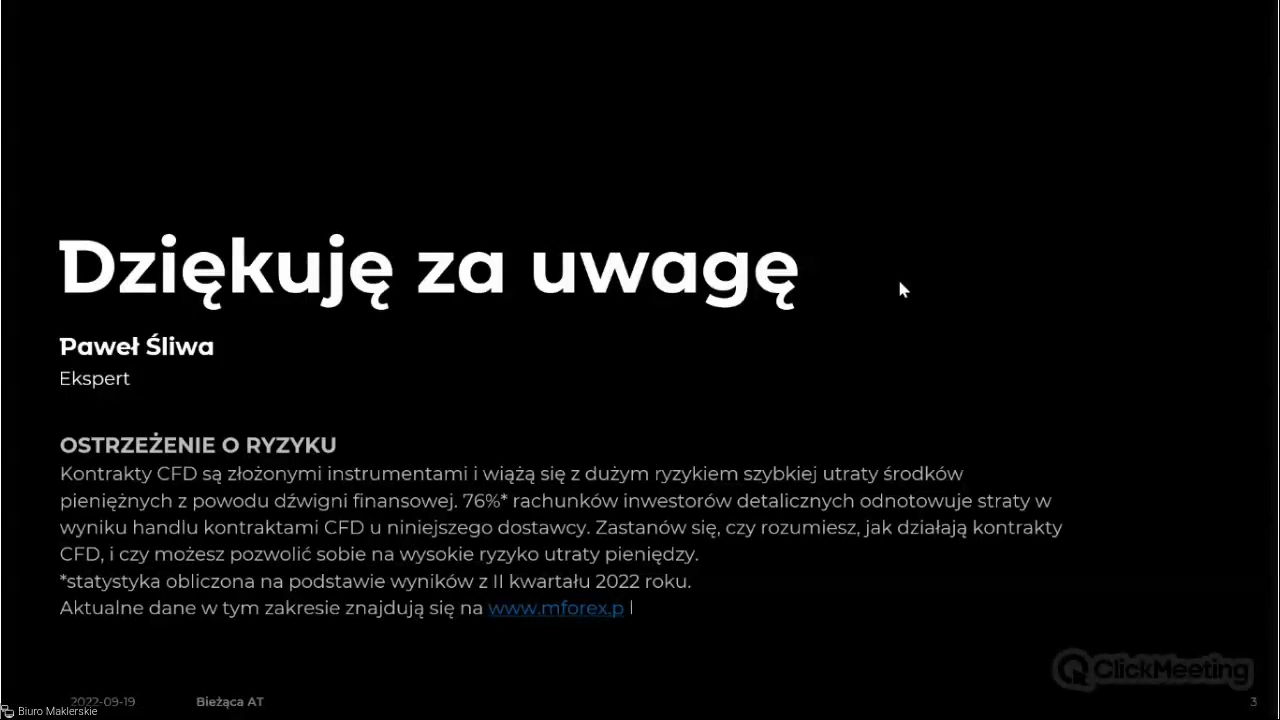 Dziękuję za uwagę
Paweł Śliwa
Ekspert
OSTRZEŻENIE O RYZYKU
Kontrakty CFD są złożonymi instrumentami i wiążą się z dużym ryzykiem szybkiej utraty środków
pieniężnych z powodu dźwigni finansowej. 76%* rachunków inwestorów detalicznych odnotowuje straty w
wyniku handlu kontraktami CFD u niniejszego dostawcy. Zastanów się, czy rozumiesz, jak działają kontrakty
CFD, i czy możesz pozwolić sobie na wysokie ryzyko utraty pieniędzy.
*statystyka obliczona na podstawie wyników z II kwartału 2022 roku.
Aktualne dane w tym zakresie znajdują się na www.mforex.p l
ClickMeeting
2022-09-19 Bieżąca AT 3
Biuro Maklerskie